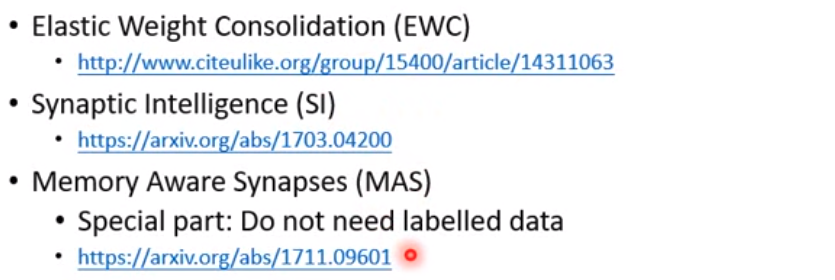 • Elastic Weight Consolidation (EWC)
• http://www.citeulike.org/group/15400/article/14311063
• Synaptic Intelligence (SI)
• https://arxiv.org/abs/1703.04200
• Memory Aware Synapses (MAS)
• Special part: Do not need labelled data
• https://arxiv.org/abs/1711.09601